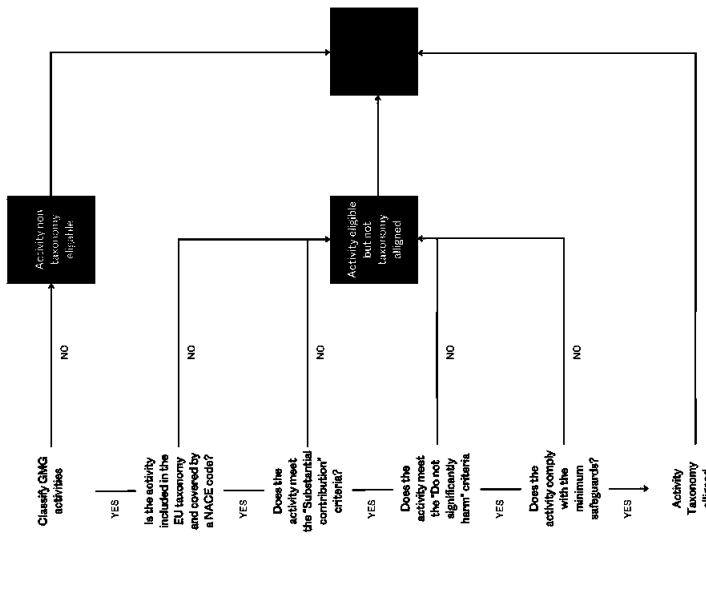 Classify GMG
activities
NO
Activity non
taxonomy
eligable
YES
Is the activity
included in the
EU taxonomy
and covered by
a NACE code?
NO
YES
Does the
activity meet
the "Substantial
contribution"
criteria?
NO
Activity eligible
but not
taxonomy
alligned
YES
Does the
activity meet
the "Do not
significantly
harm" criteria
NO
YES
Does the
activity comply
with the
minimum
safeguards?
NO
YES
Activity
Taxonomy